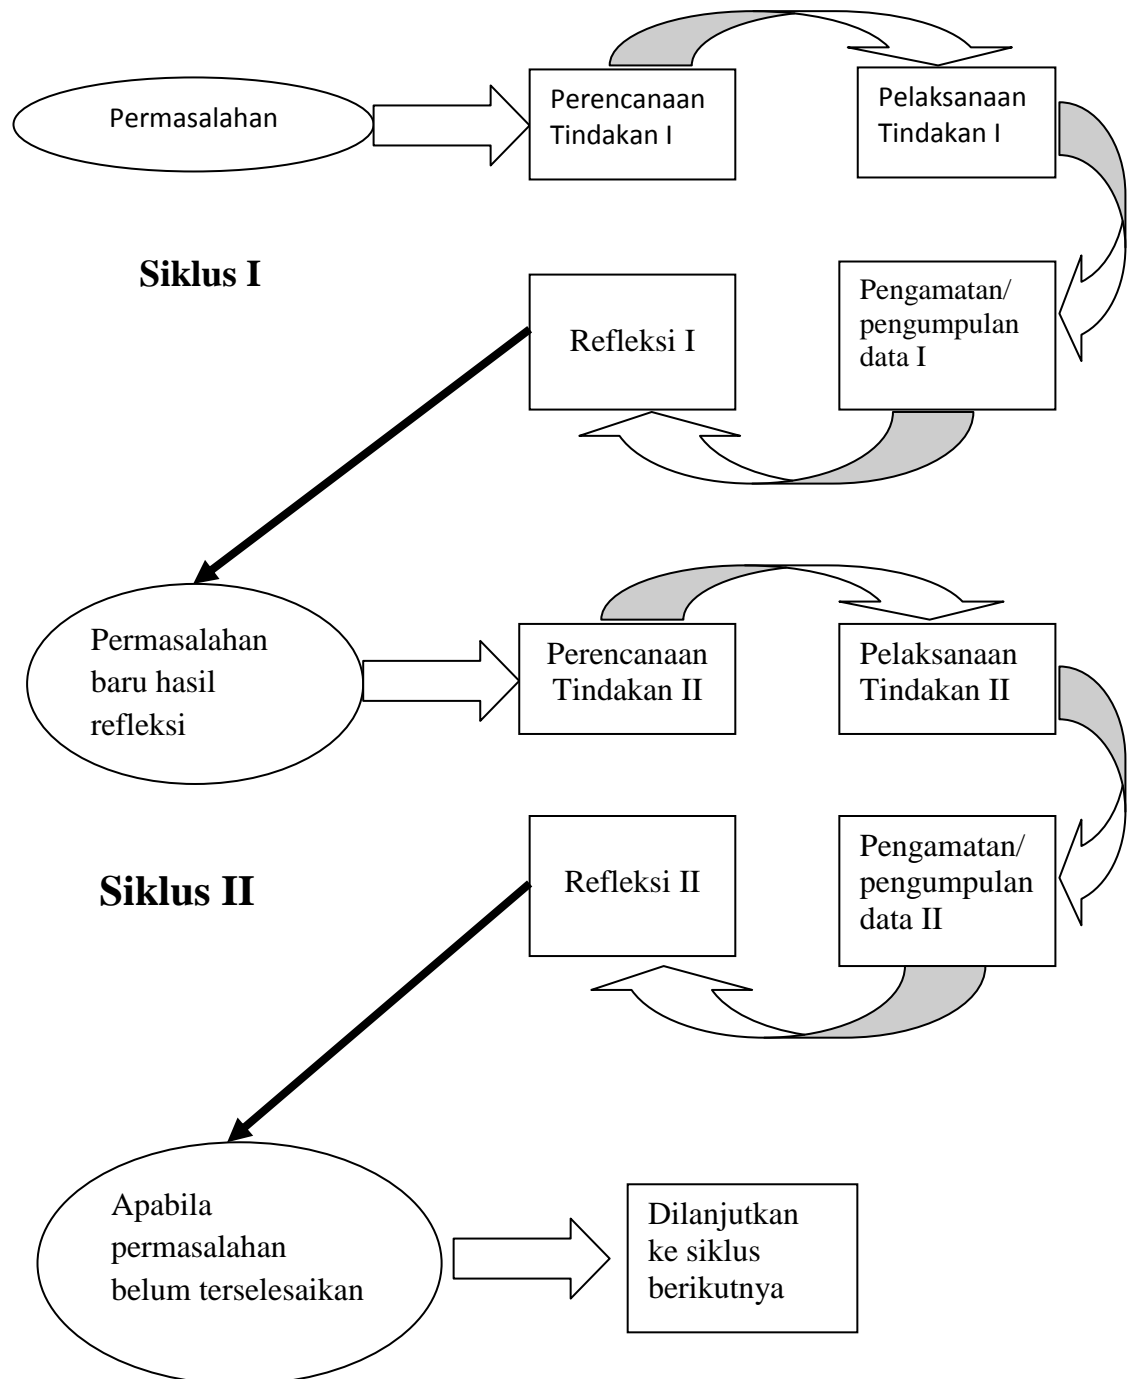 Permasalahan
Perencanaan
Tindakan I
Pelaksanaan
Tindakan I
Siklus I
Refleksi I
Pengamatan/
pengumpulan
data I
Permasalahan
baru hasil
refleksi
Perencanaan
Tindakan II
Pelaksanaan
Tindakan II
Siklus II
Refleksi II
Pengamatan/
pengumpulan
data II
Apabila
permasalahan
belum terselesaikan
Dilanjutkan
ke siklus
berikutnya